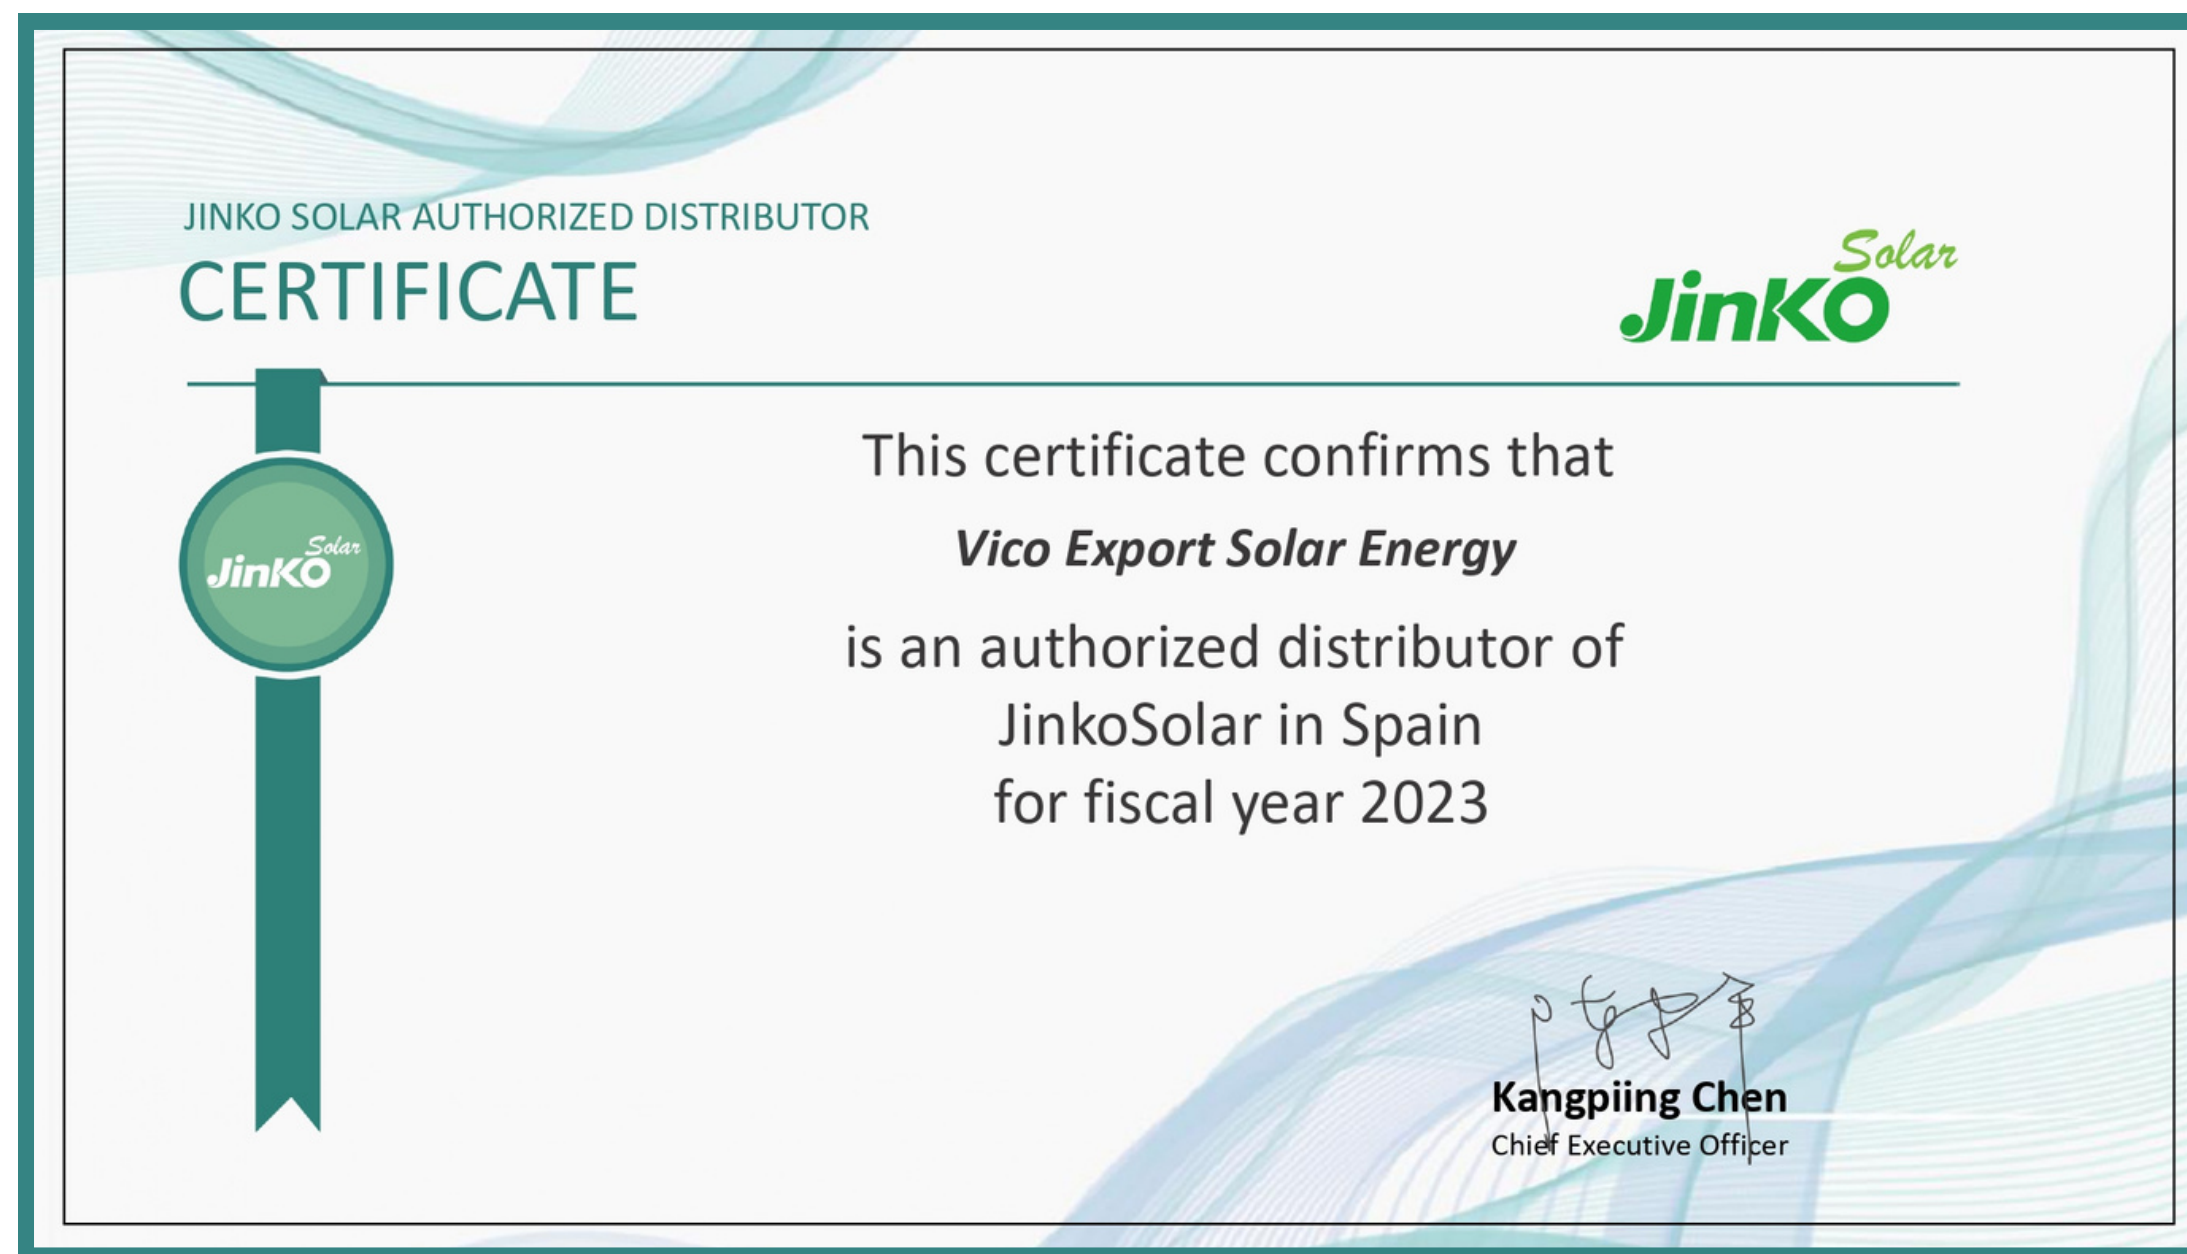 JINKO SOLAR AUTHORIZED DISTRIBUTOR
CERTIFICATE
Solar
JinKO
This certificate confirms that
Solar
JinKO
Vico Export Solar Energy
is an authorized distributor of
JinkoSolar in Spain
for fiscal year 2023
Kangpiing Chen
Chief Executive Officer